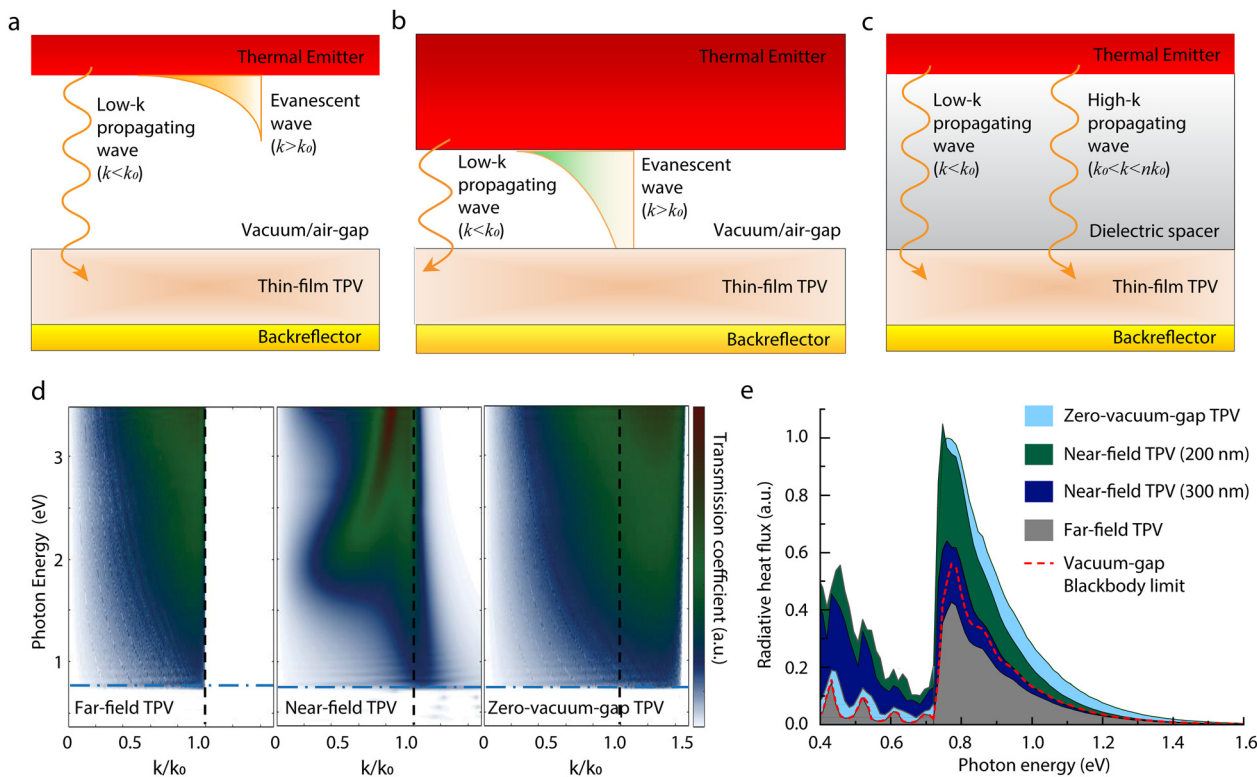 a
Thermal Emitter
Low-k
propagating
wave
(k<k₀)
Evanescent
wave
(k>k₀)
Vacuum/air-gap
Thin-film TPV
Backreflector
b
Thermal Emitter
Low-k
propagating
wave
(k<k₀)
Evanescent
wave
(k>k₀)
Vacuum/air-gap
Thin-film TPV
Backreflector
c
Thermal Emitter
Low-k
propagating
wave
(k<k₀)
High-k
propagating
wave
(k₀<k<nk₀)
Dielectric spacer
Thin-film TPV
Backreflector
d
Photon Energy (eV)
3
2
1
Far-field TPV
Near-field TPV
Zero-vacuum-gap TPV
0 0.5 1.0
0 0.5 1.0
0 0.5 1.0 1.5
k/k₀
k/k₀
k/k₀
Transmission coefficient (a.u.)
e
Radiative heat flux (a.u.)
1.0
0.8
0.6
0.4
0.2
0.0
0.4 0.6 0.8 1.0 1.2 1.4 1.6
Photon energy (eV)
Zero-vacuum-gap TPV
Near-field TPV (200 nm)
Near-field TPV (300 nm)
Far-field TPV
Vacuum-gap
Blackbody limit